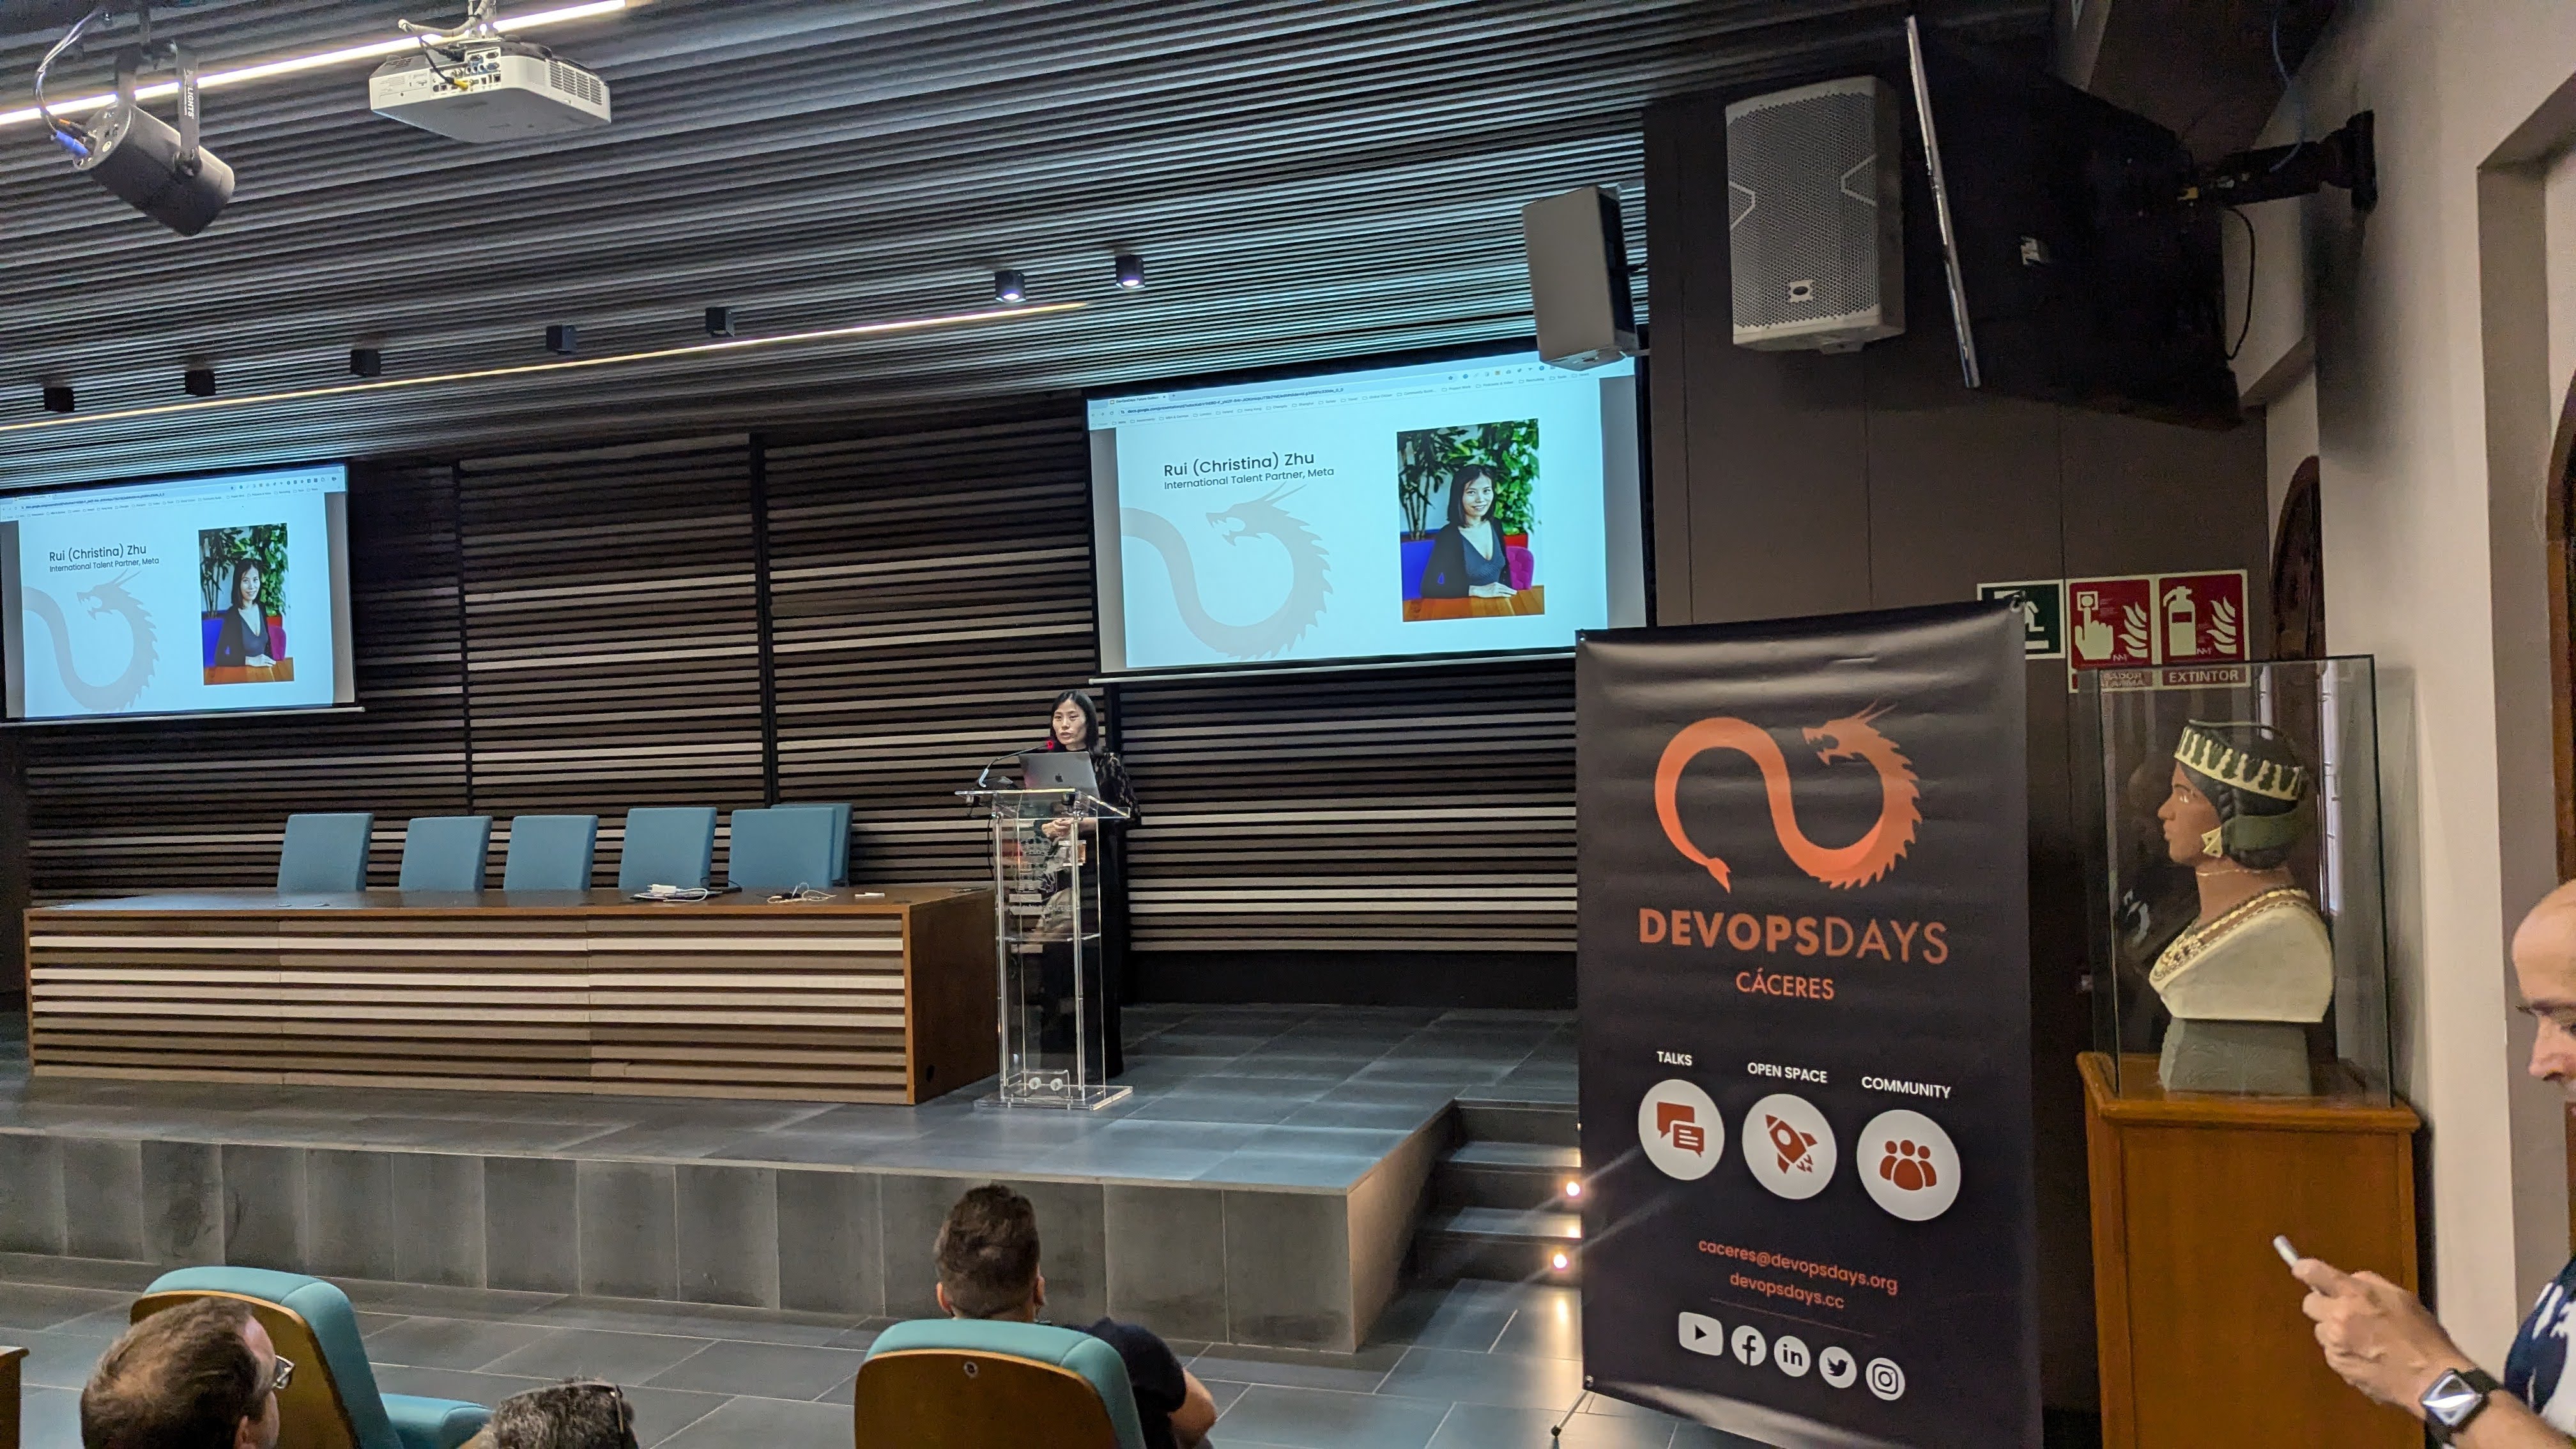 Rui (Christina) Zhu
International Talent Partner, Meta
Rui (Christina) Zhu
International Talent Partner, Meta
EXTINTOR
DEVOPSDAYS
CÁCERES
TALKS
OPEN SPACE
COMMUNITY
caceres@devopsdays.org
devopsdays.cc
in